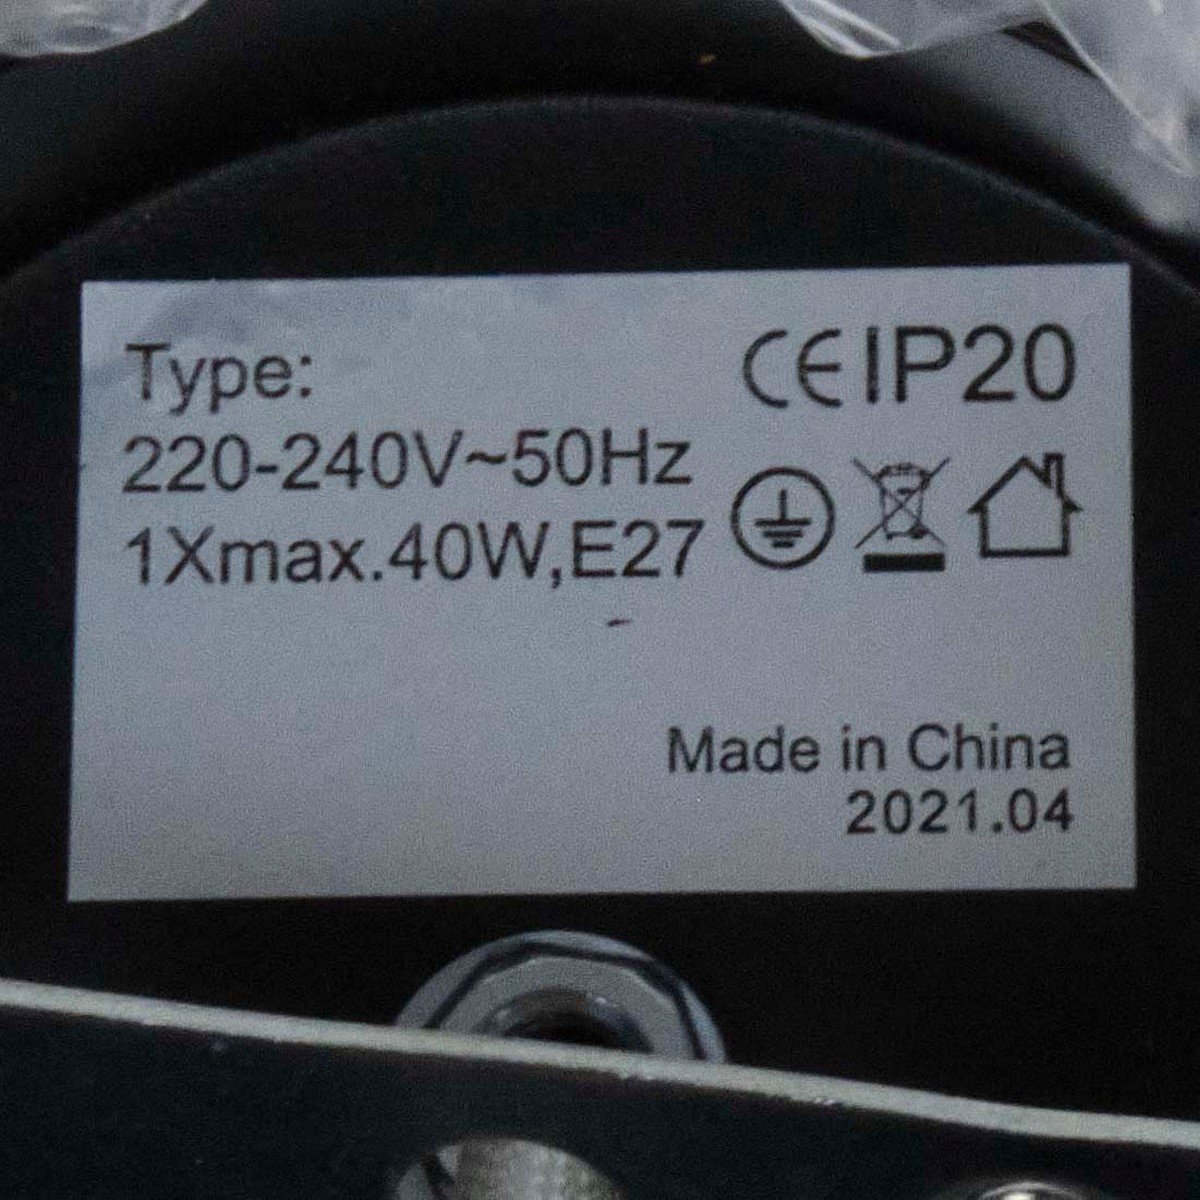 Type:
CE IP20
220-240V~50Hz
1Xmax.40W,E27
Made in China
2021.04